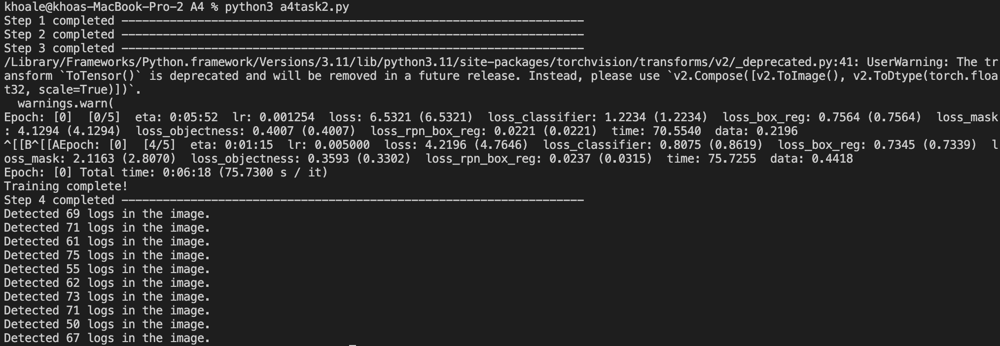 khoale@khoas-MacBook-Pro-2 A4 % python3 a4task2.py
Step 1 completed -------------------------------------------------------------------
Step 2 completed -------------------------------------------------------------------
Step 3 completed -------------------------------------------------------------------
/Library/Frameworks/Python.framework/Versions/3.11/lib/python3.11/site-packages/torchvision/transforms/v2/_deprecated.py:41: UserWarning: The tr
ansform `ToTensor()` is deprecated and will be removed in a future release. Instead, please use `v2.Compose([v2.ToImage(), v2.ToDtype(torch.floa
t32, scale=True)])`.
  warnings.warn(
Epoch: [0]  [0/5]  eta: 0:05:52  lr: 0.001254  loss: 6.5321 (6.5321)  loss_classifier: 1.2234 (1.2234)  loss_box_reg: 0.7564 (0.7564)  loss_mask
: 4.1294 (4.1294)  loss_objectness: 0.4007 (0.4007)  loss_rpn_box_reg: 0.0221 (0.0221)  time: 70.5540  data: 0.2196
^[[B^[[AEpoch: [0]  [4/5]  eta: 0:01:15  lr: 0.005000  loss: 4.2196 (4.7646)  loss_classifier: 0.8075 (0.8619)  loss_box_reg: 0.7345 (0.7339)  l
oss_mask: 2.1163 (2.8070)  loss_objectness: 0.3593 (0.3302)  loss_rpn_box_reg: 0.0237 (0.0315)  time: 75.7255  data: 0.4418
Epoch: [0] Total time: 0:06:18 (75.7300 s / it)
Training complete!
Step 4 completed -------------------------------------------------------------------
Detected 69 logs in the image.
Detected 71 logs in the image.
Detected 61 logs in the image.
Detected 75 logs in the image.
Detected 55 logs in the image.
Detected 62 logs in the image.
Detected 73 logs in the image.
Detected 71 logs in the image.
Detected 50 logs in the image.
Detected 67 logs in the image.